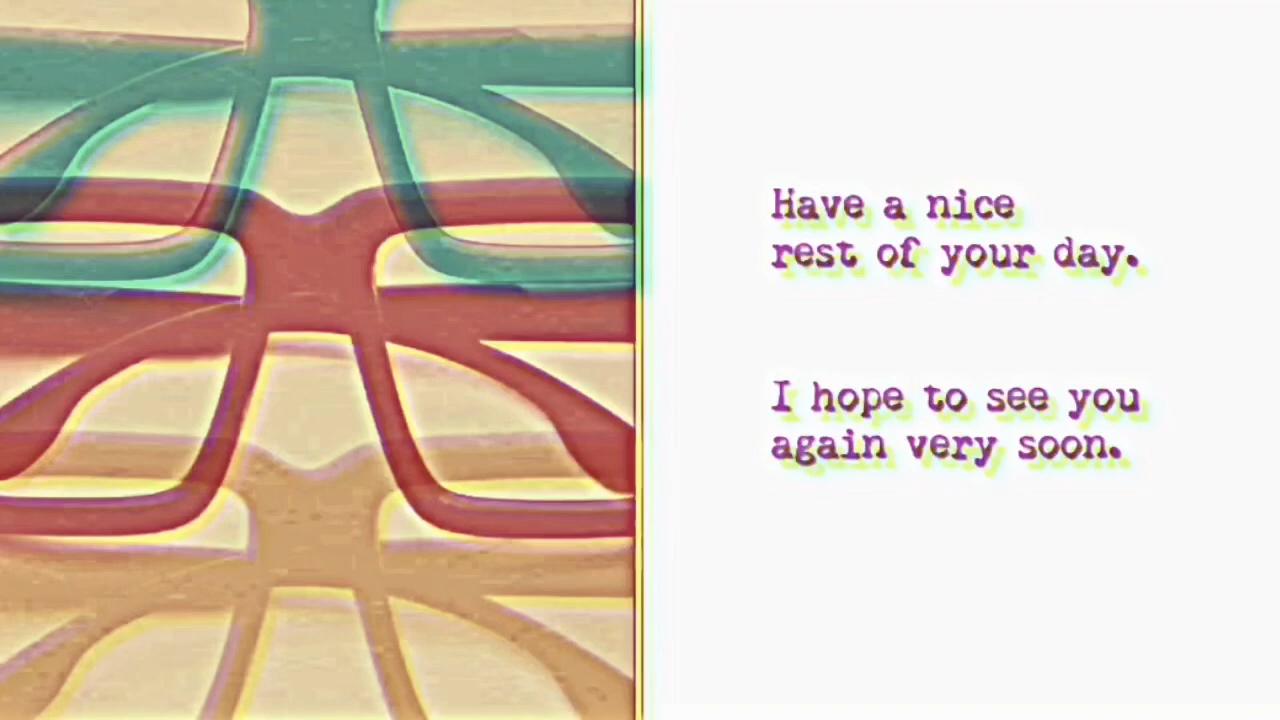 Have a nice
rest of your day.
I hope to see you
again very soon.